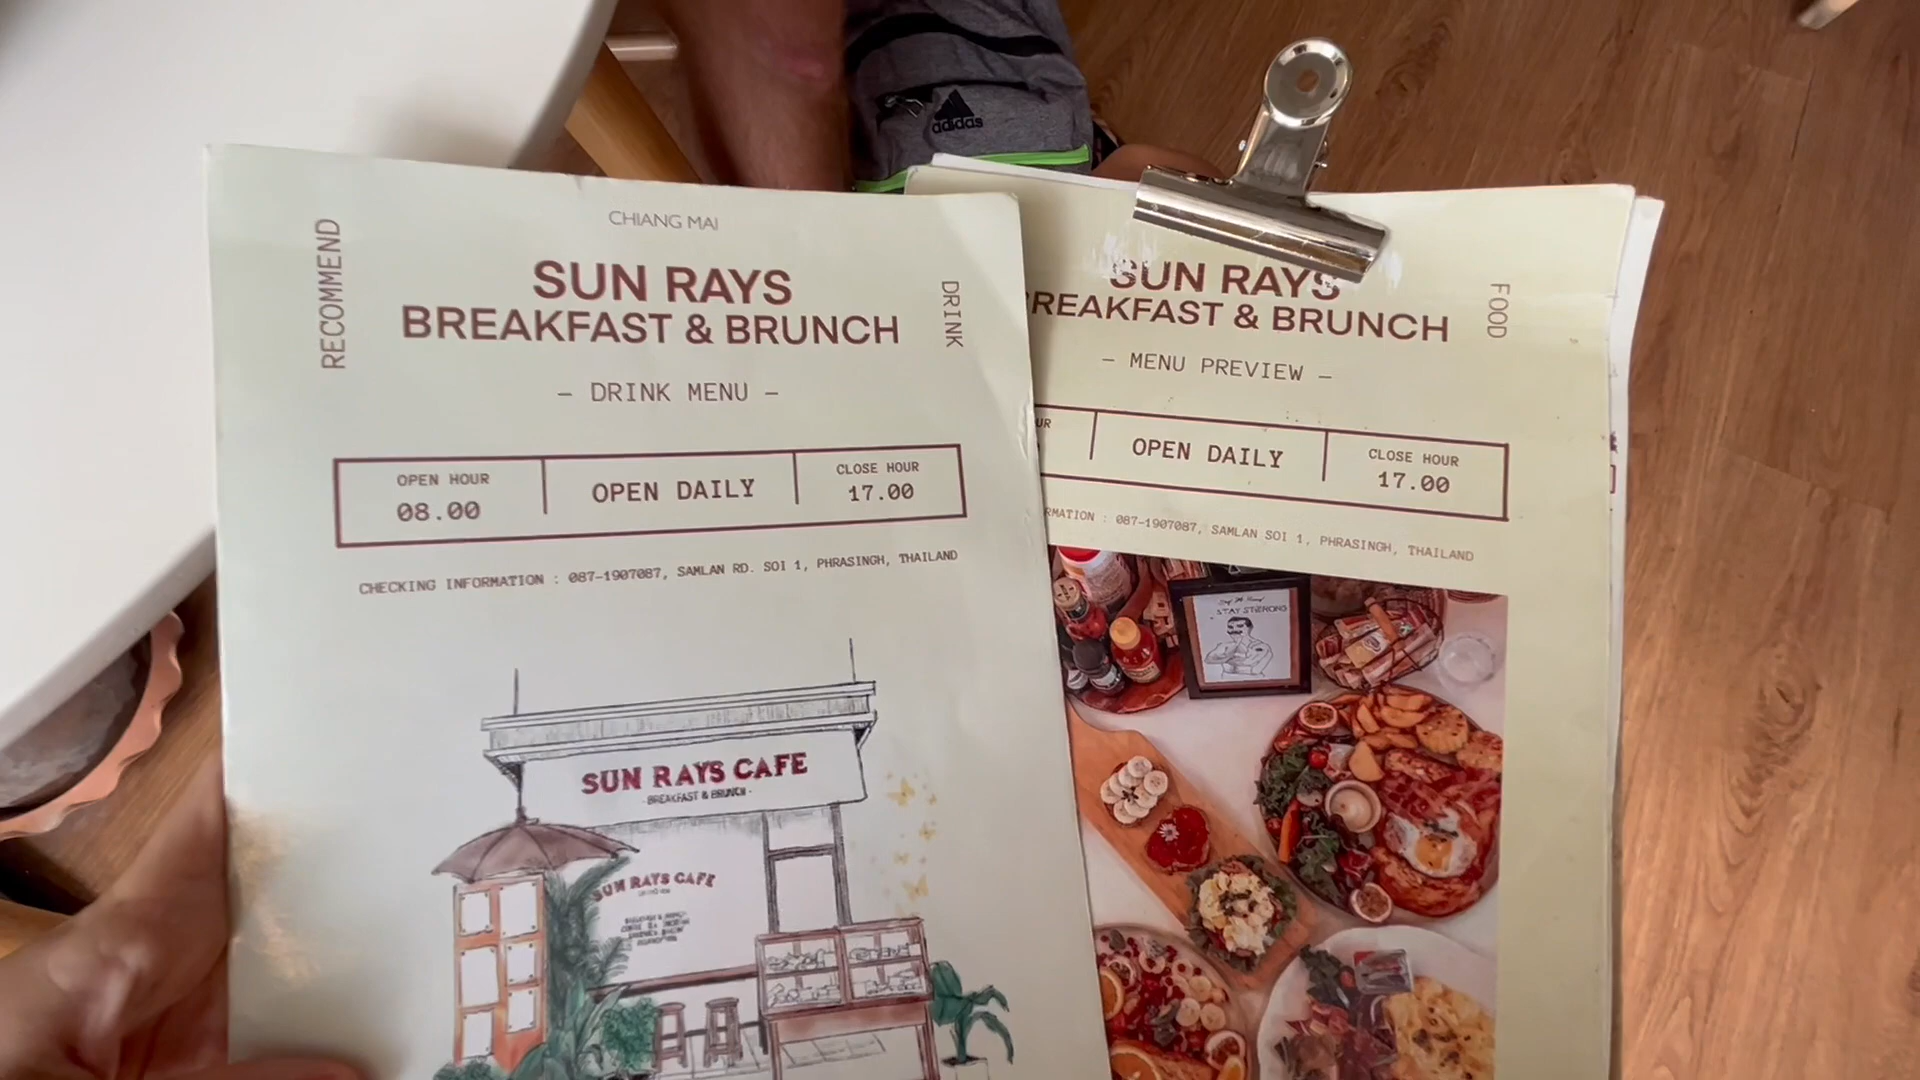 adidas
RECOMMEND
CHIANG MAI
SUN RAYS
BREAKFAST & BRUNCH
DRINK
– DRINK MENU –
OPEN HOUR
08.00
OPEN DAILY
CLOSE HOUR
17.00
CHECKING INFORMATION : 087-1907087, SAMLAN RD. SOI 1, PHRASINGH, THAILAND
SUN RAYS CAFE
- BREAKFAST & BRUNCH -
SUN RAYS CAFE
SUN RAYS
REAKFAST & BRUNCH
FOOD
– MENU PREVIEW –
UR
OPEN DAILY
CLOSE HOUR
17.00
RMATION : 087-1907087, SAMLAN SOI 1, PHRASINGH, THAILAND
STAY STRONG